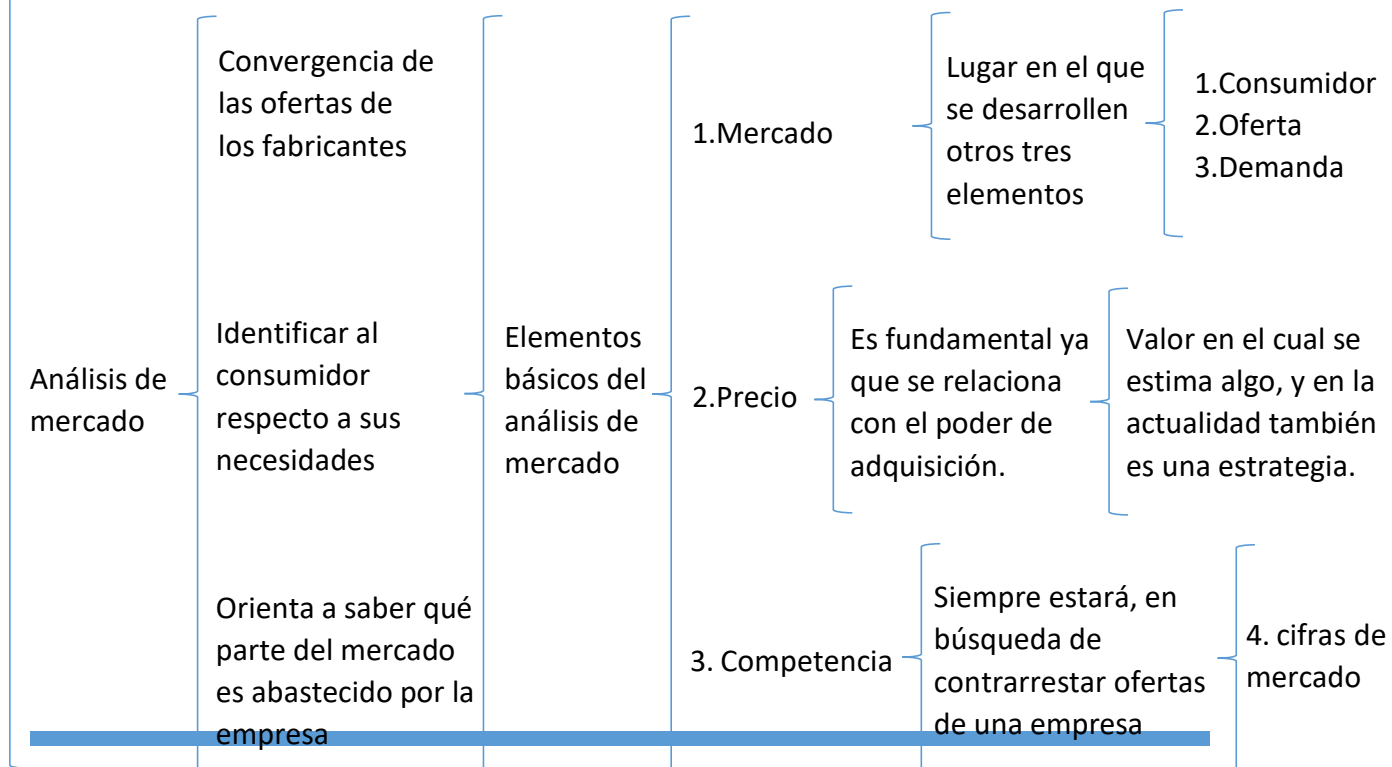 Análisis de
mercado
Convergencia de
las ofertas de
los fabricantes
Identificar al
consumidor
respecto a sus
necesidades
Orienta a saber qué
parte del mercado
es abastecido por la
empresa
Elementos
básicos del
análisis de
mercado
1.Mercado
Lugar en el que
se desarrollen
otros tres
elementos
1.Consumidor
2.Oferta
3.Demanda
2.Precio
Es fundamental ya
que se relaciona
con el poder de
adquisición.
Valor en el cual se
estima algo, y en la
actualidad también
es una estrategia.
3. Competencia
Siempre estará, en
búsqueda de
contrarrestar ofertas
de una empresa
4. cifras de
mercado